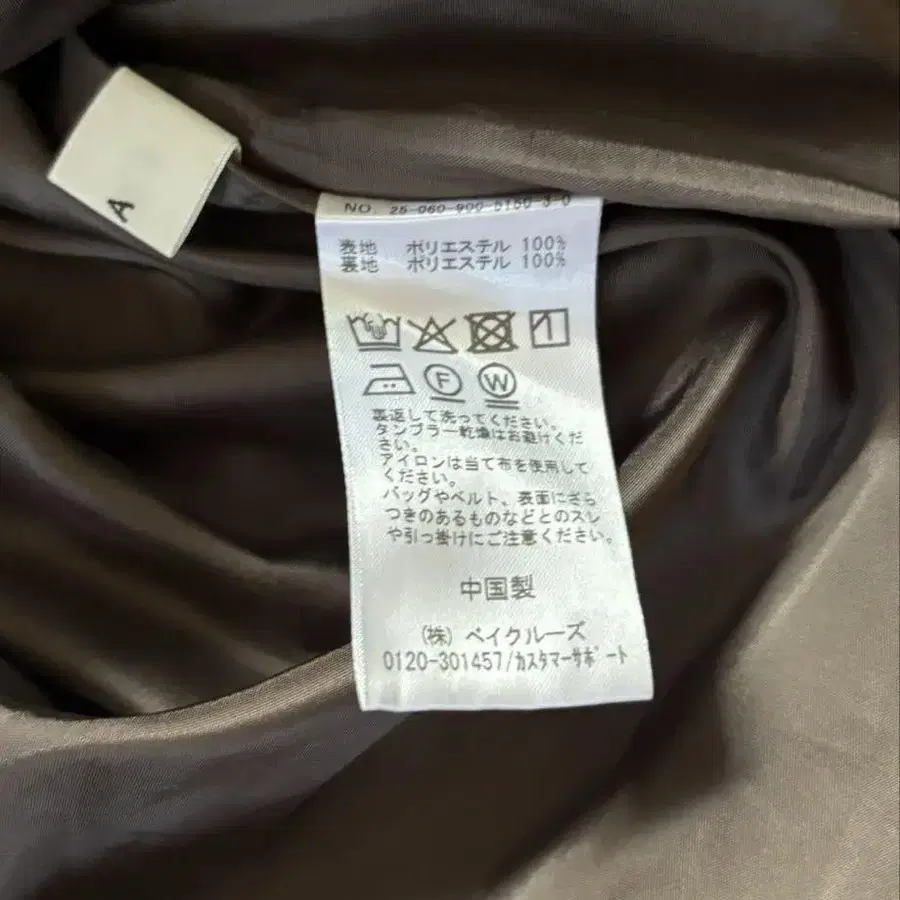 A
NO. 25-060-900-5150-3-0
表地 ポリエステル 100%
裏地 ポリエステル 100%
F W
裏返して洗ってください。
タンブラー乾燥はお避けくだ
さい。
アイロンは当て布を使用して
ください。
バッグやベルト、表面にざら
つきのあるものなどとのスレ
や引っ掛けにご注意ください。
中国製
(株) ベイクルーズ
0120-301457/カスタマーサポート